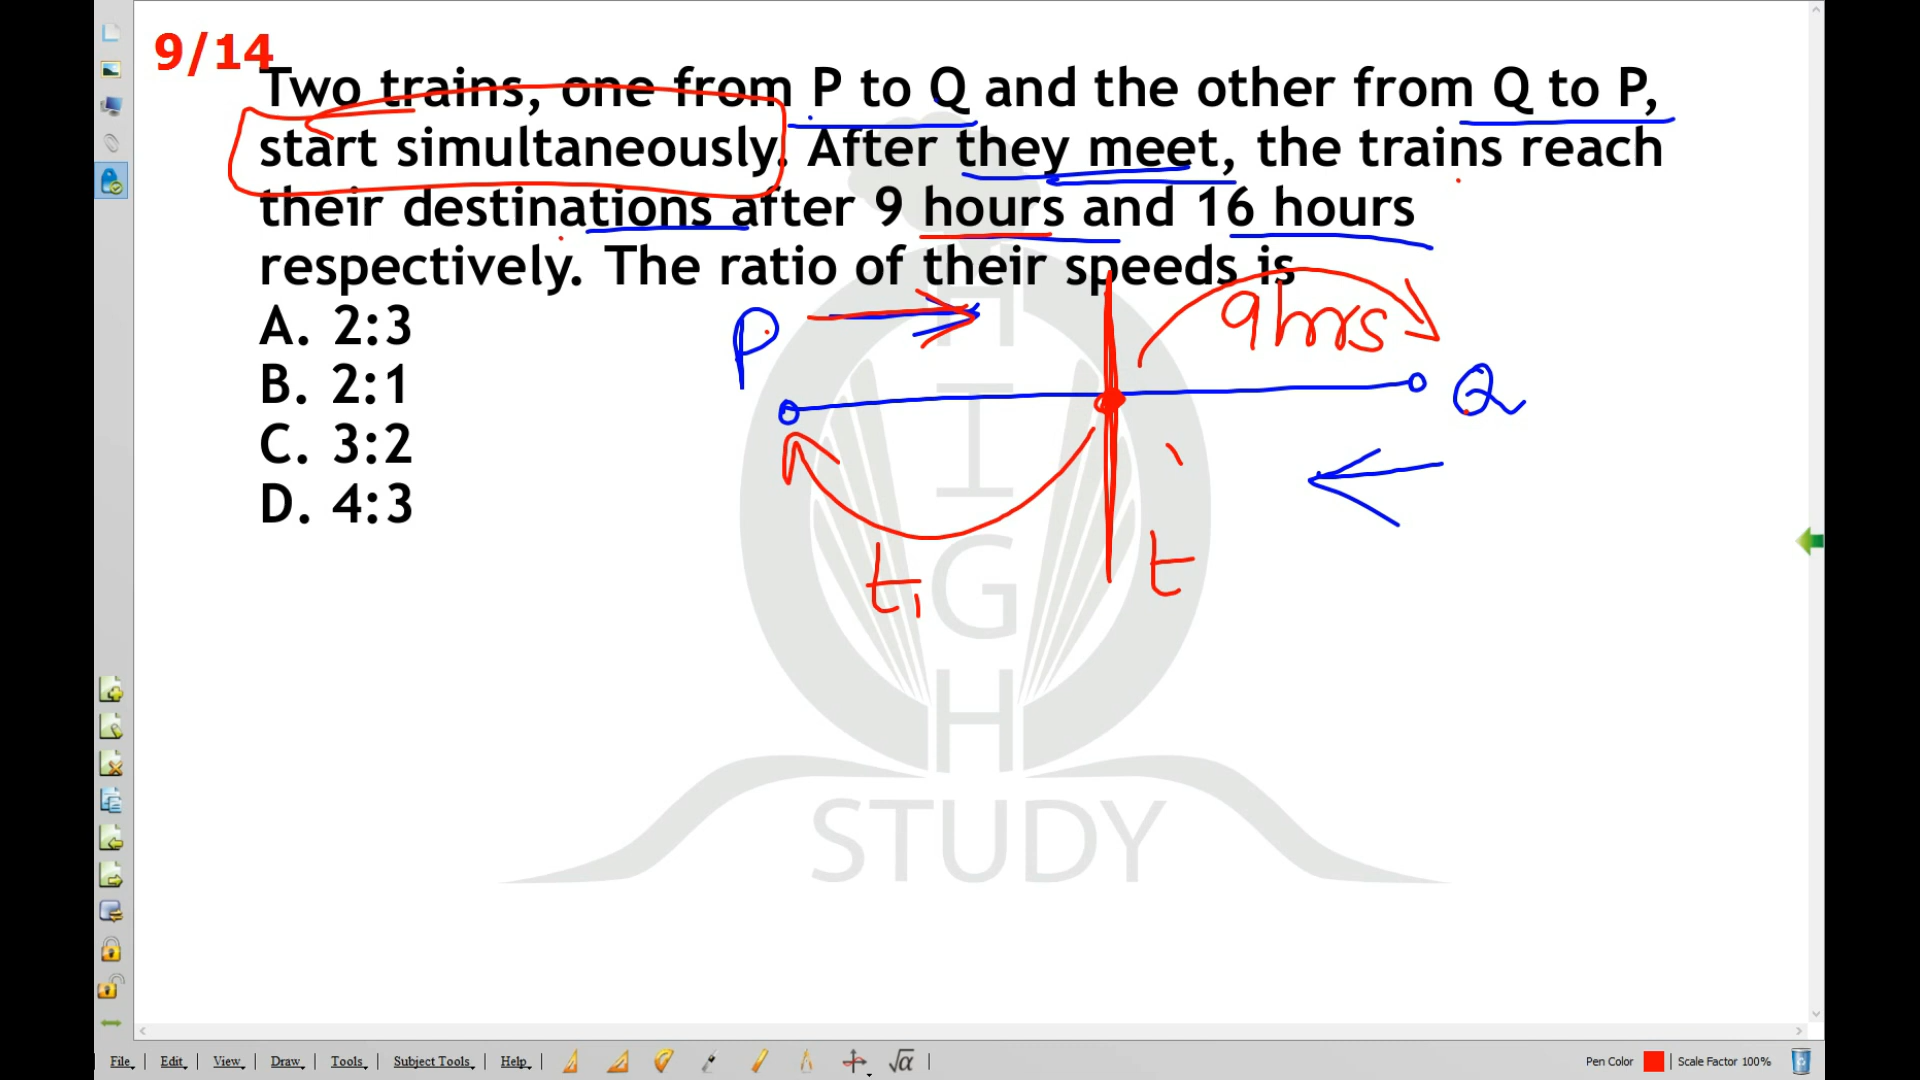 9/14
Two trains, one from P to Q and the other from Q to P,
start simultaneously. After they meet, the trains reach
their destinations after 9 hours and 16 hours
respectively. The ratio of their speeds is
A. 2:3
B. 2:1
C. 3:2
D. 4:3
P
9hrs
Q
t1
t
HIGH
STUDY
File Edit View Draw Tools Subject Tools Help
Pen Color Scale Factor 100%